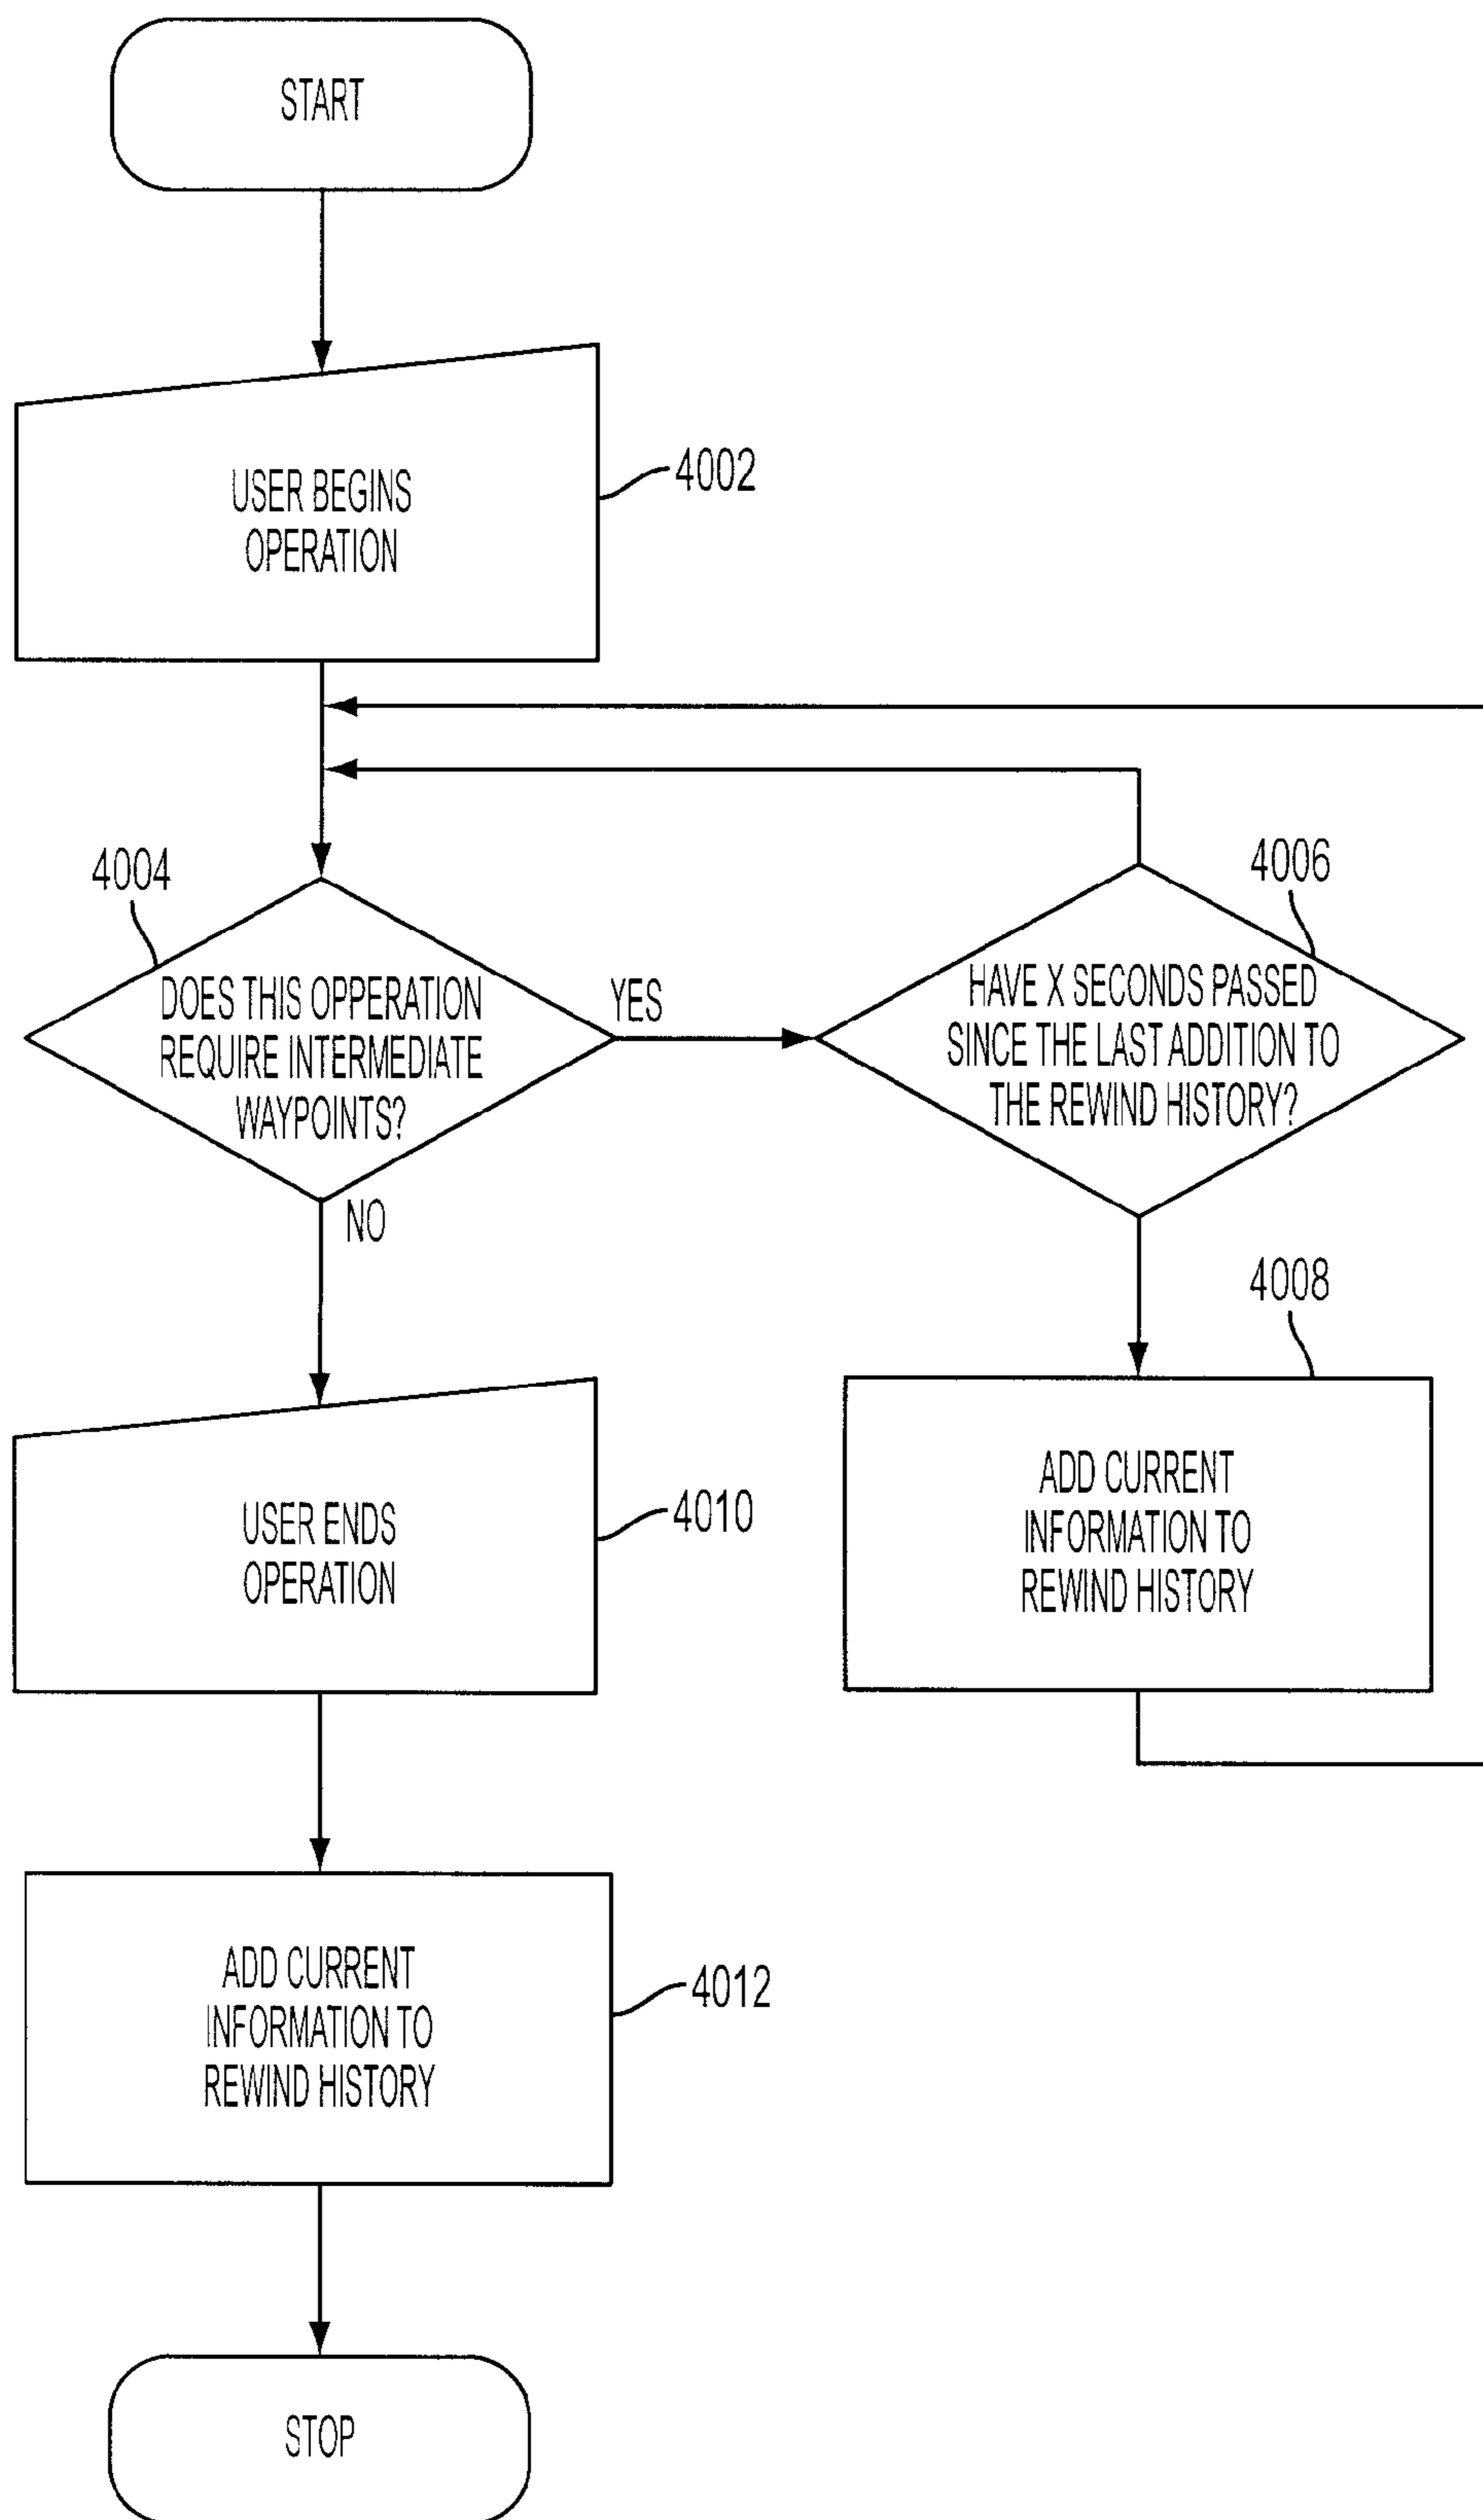 START
USER BEGINS
OPERATION
4002
4004
DOES THIS OPPERATION
REQUIRE INTERMEDIATE
WAYPOINTS?
YES
NO
4006
HAVE X SECONDS PASSED
SINCE THE LAST ADDITION TO
THE REWIND HISTORY?
4008
ADD CURRENT
INFORMATION TO
REWIND HISTORY
USER ENDS
OPERATION
4010
ADD CURRENT
INFORMATION TO
REWIND HISTORY
4012
STOP